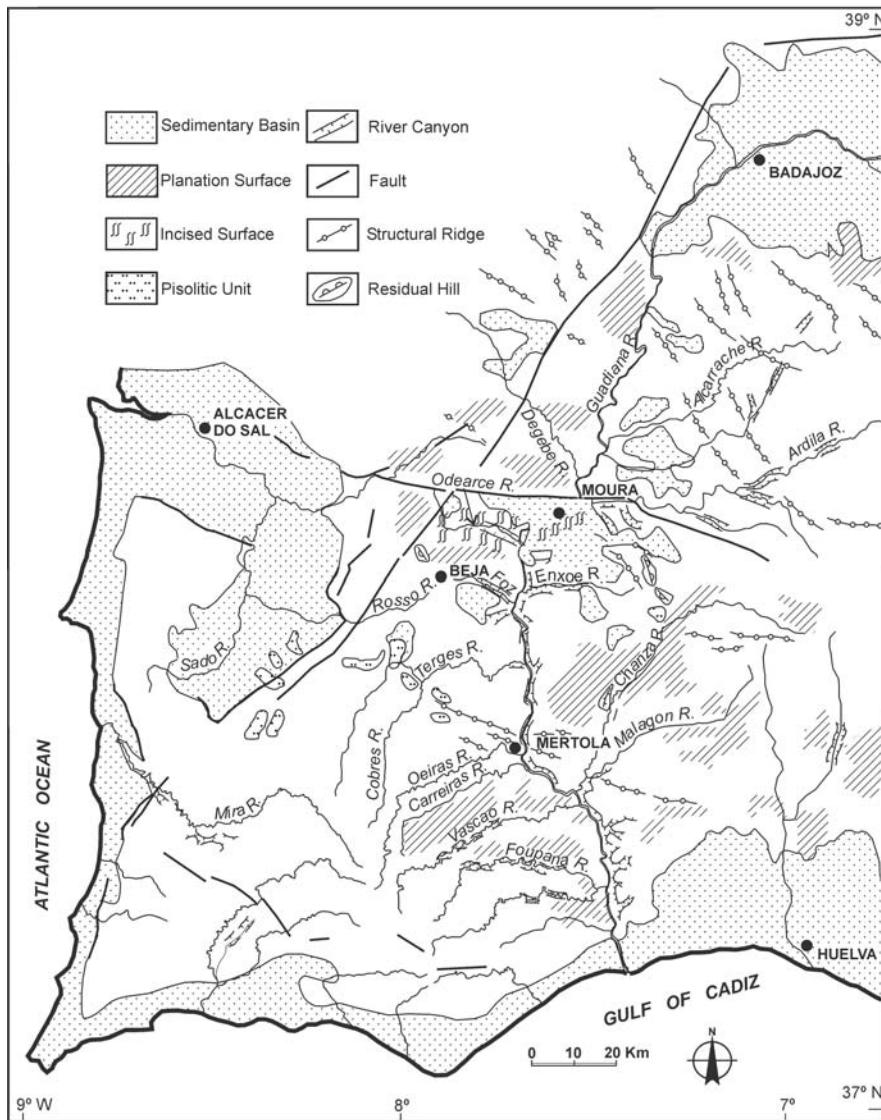 39º N
Sedimentary Basin
River Canyon
Planation Surface
Fault
Incised Surface
Structural Ridge
Pisolitic Unit
Residual Hill
BADAJOZ
Guadiana R.
Alcarrache R.
ALCACER
DO SAL
Degebe R.
Ardila R.
Odearce R.
MOURA
BEJA
Foz
Enxoe R.
Rosso R.
Sado R.
Terges R.
Chanza R.
Cobres R.
MERTOLA
Malagon R.
Oeiras R.
Carreiras R.
Mira R.
Vascao R.
Foupana R.
ATLANTIC OCEAN
HUELVA
GULF OF CADIZ
N
0 10 20 Km
9º W
8º
7º
37º N